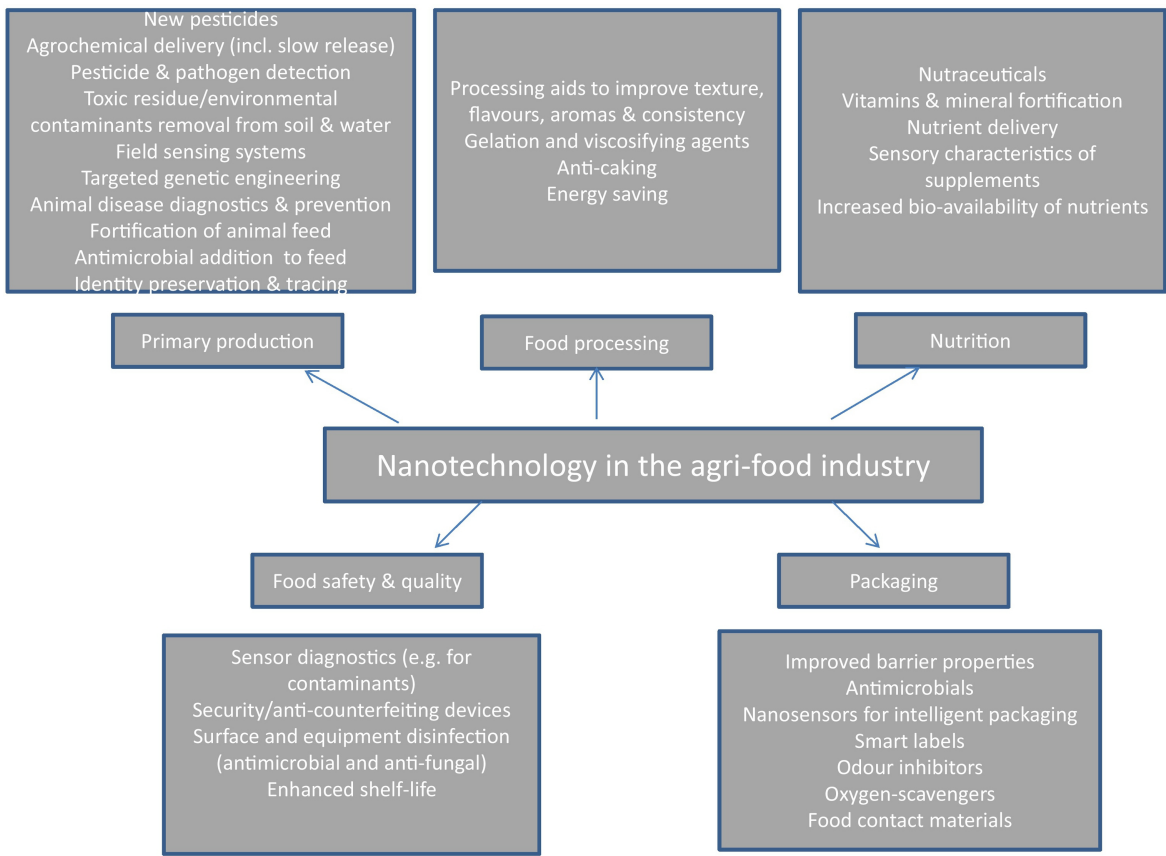 New pesticides
Agrochemical delivery (incl. slow release)
Pesticide & pathogen detection
Toxic residue/environmental
contaminants removal from soil & water
Field sensing systems
Targeted genetic engineering
Animal disease diagnostics & prevention
Fortification of animal feed
Antimicrobial addition to feed
Identity preservation & tracing
Processing aids to improve texture,
flavours, aromas & consistency
Gelation and viscosifying agents
Anti-caking
Energy saving
Nutraceuticals
Vitamins & mineral fortification
Nutrient delivery
Sensory characteristics of
supplements
Increased bio-availability of nutrients
Primary production
Food processing
Nutrition
Nanotechnology in the agri-food industry
Food safety & quality
Packaging
Sensor diagnostics (e.g. for
contaminants)
Security/anti-counterfeiting devices
Surface and equipment disinfection
(antimicrobial and anti-fungal)
Enhanced shelf-life
Improved barrier properties
Antimicrobials
Nanosensors for intelligent packaging
Smart labels
Odour inhibitors
Oxygen-scavengers
Food contact materials